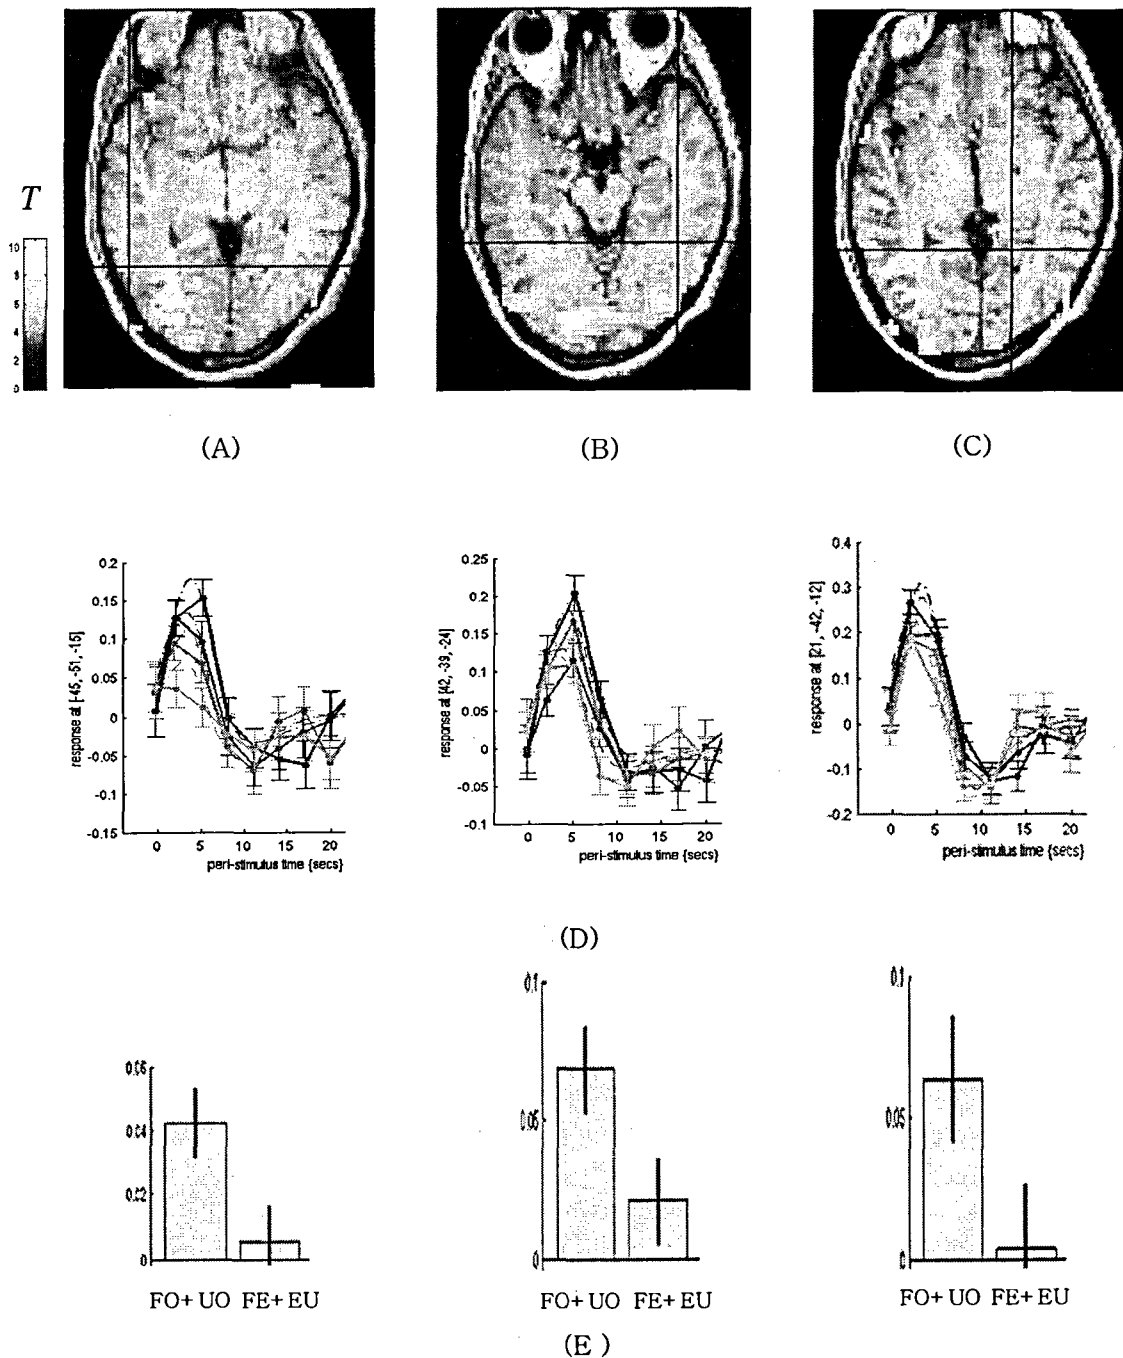 T
10
8
6
4
2
0
(A)
(B)
(C)
0.2
0.15
0.1
0.05
0
-0.05
-0.1
-0.15
response at [-45, -51, -15]
0 5 10 15 20
peri-stimulus time {secs}
0.25
0.2
0.15
0.1
0.05
0
-0.05
-0.1
response at [42, -39, -24]
0 5 10 15 20
peri-stimulus time {secs}
0.4
0.3
0.2
0.1
0
-0.1
-0.2
response at [21, -42, -12]
0 5 10 15 20
peri-stimulus time {secs}
(D)
0.06
0.04
0.02
0
FO+UO FE+EU
0.1
0.05
0
FO+UO FE+EU
0.1
0.05
0
FO+UO FE+EU
(E)